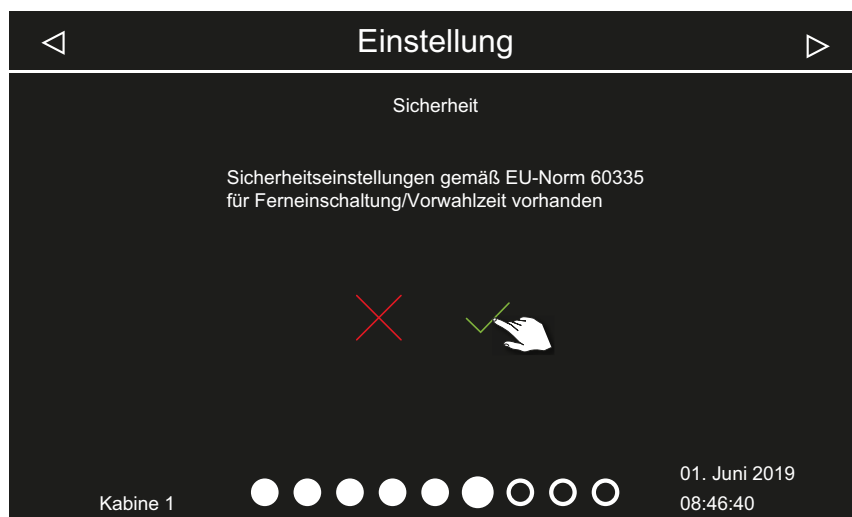 Einstellung
Sicherheit
Sicherheitseinstellungen gemäß EU-Norm 60335
für Ferneinschaltung/Vorwahlzeit vorhanden
Kabine 1
01. Juni 2019
08:46:40